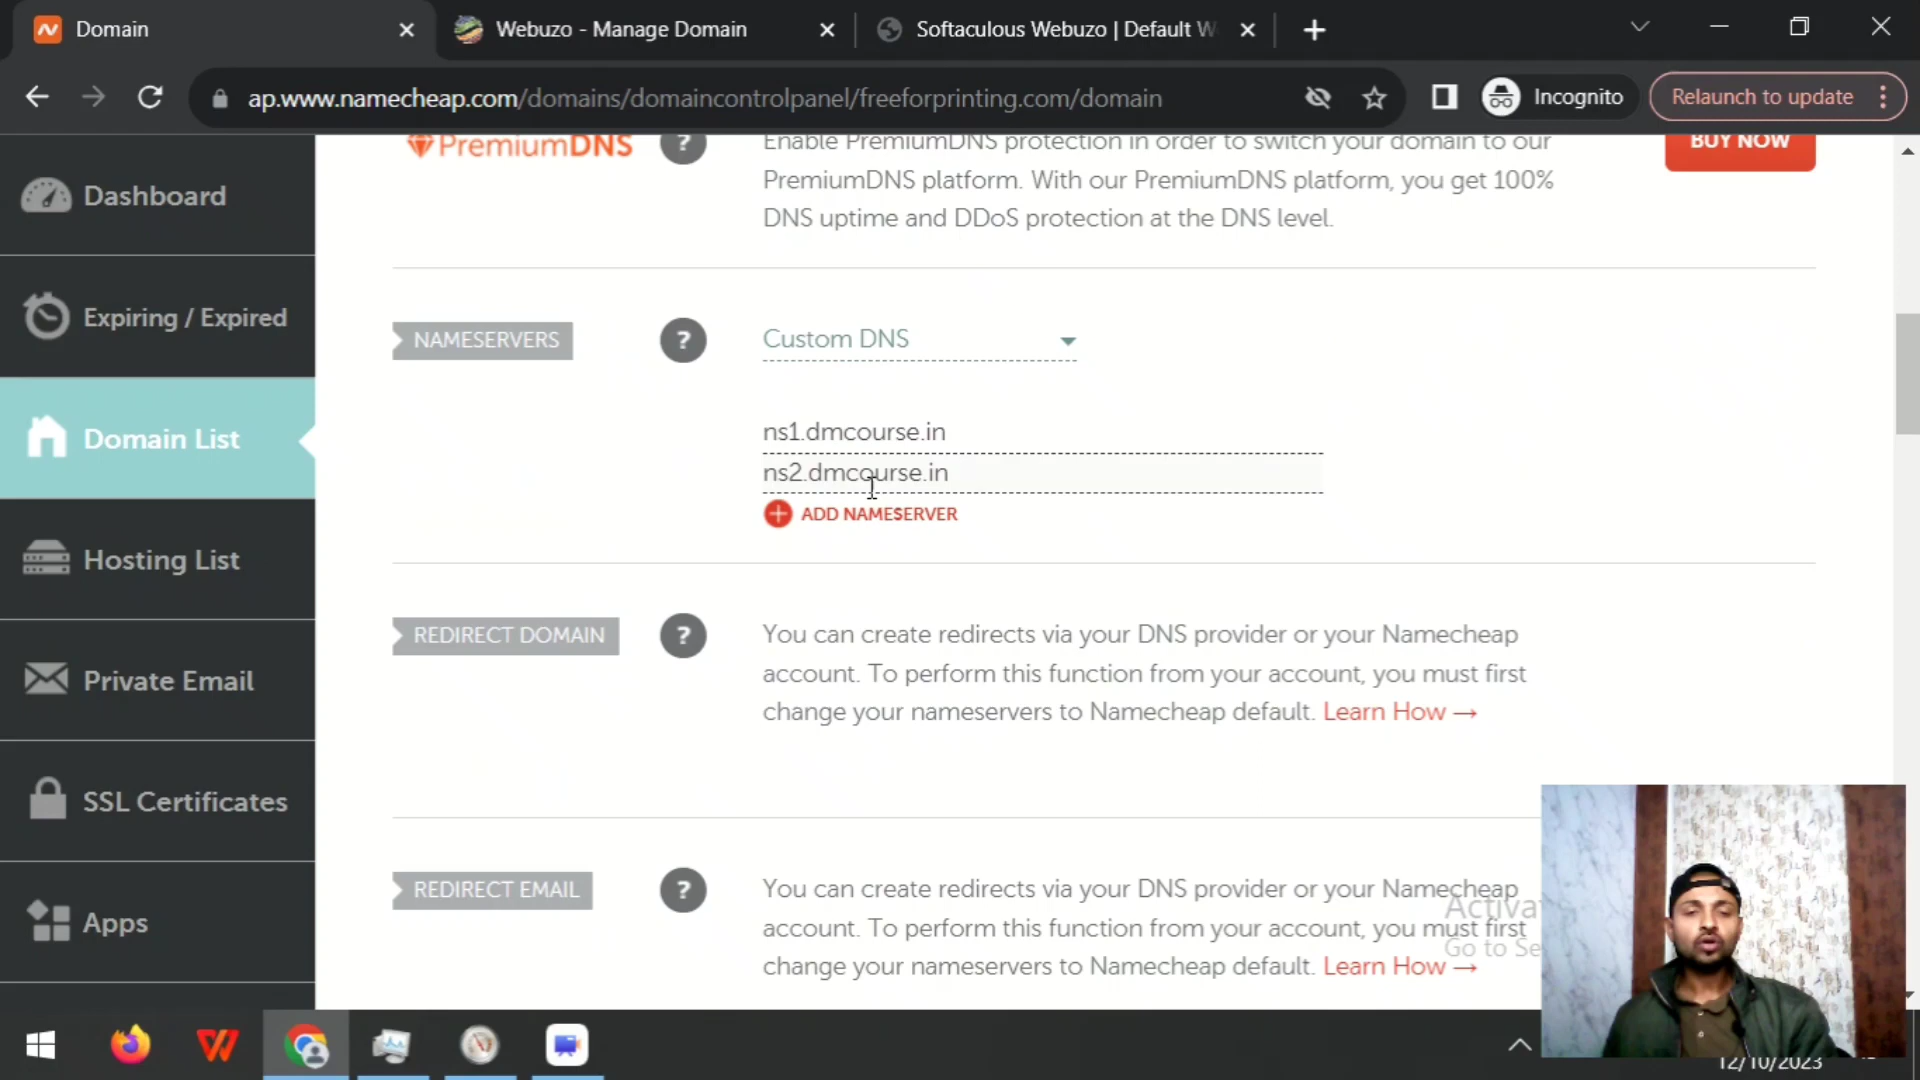 Domain
Webuzo - Manage Domain
Softaculous Webuzo | Default W
ap.www.namecheap.com/domains/domaincontrolpanel/freeforprinting.com/domain
Incognito
Relaunch to update
PremiumDNS
?
Enable PremiumDNS protection in order to switch your domain to our
PremiumDNS platform. With our PremiumDNS platform, you get 100%
DNS uptime and DDoS protection at the DNS level.
BUY NOW
Dashboard
Expiring / Expired
Domain List
Hosting List
Private Email
SSL Certificates
Apps
NAMESERVERS
?
Custom DNS
ns1.dmcourse.in
ns2.dmcourse.in
ADD NAMESERVER
REDIRECT DOMAIN
?
You can create redirects via your DNS provider or your Namecheap
account. To perform this function from your account, you must first
change your nameservers to Namecheap default. Learn How →
REDIRECT EMAIL
?
You can create redirects via your DNS provider or your Namecheap
account. To perform this function from your account, you must first
change your nameservers to Namecheap default. Learn How →
Go to
12/10/2023